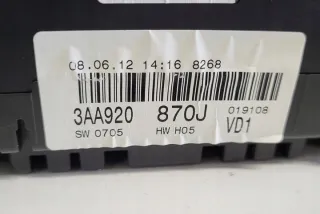 08.06.12 14:16 8268
3AA920 870J 019108
SW 0705 HW H05 VD1